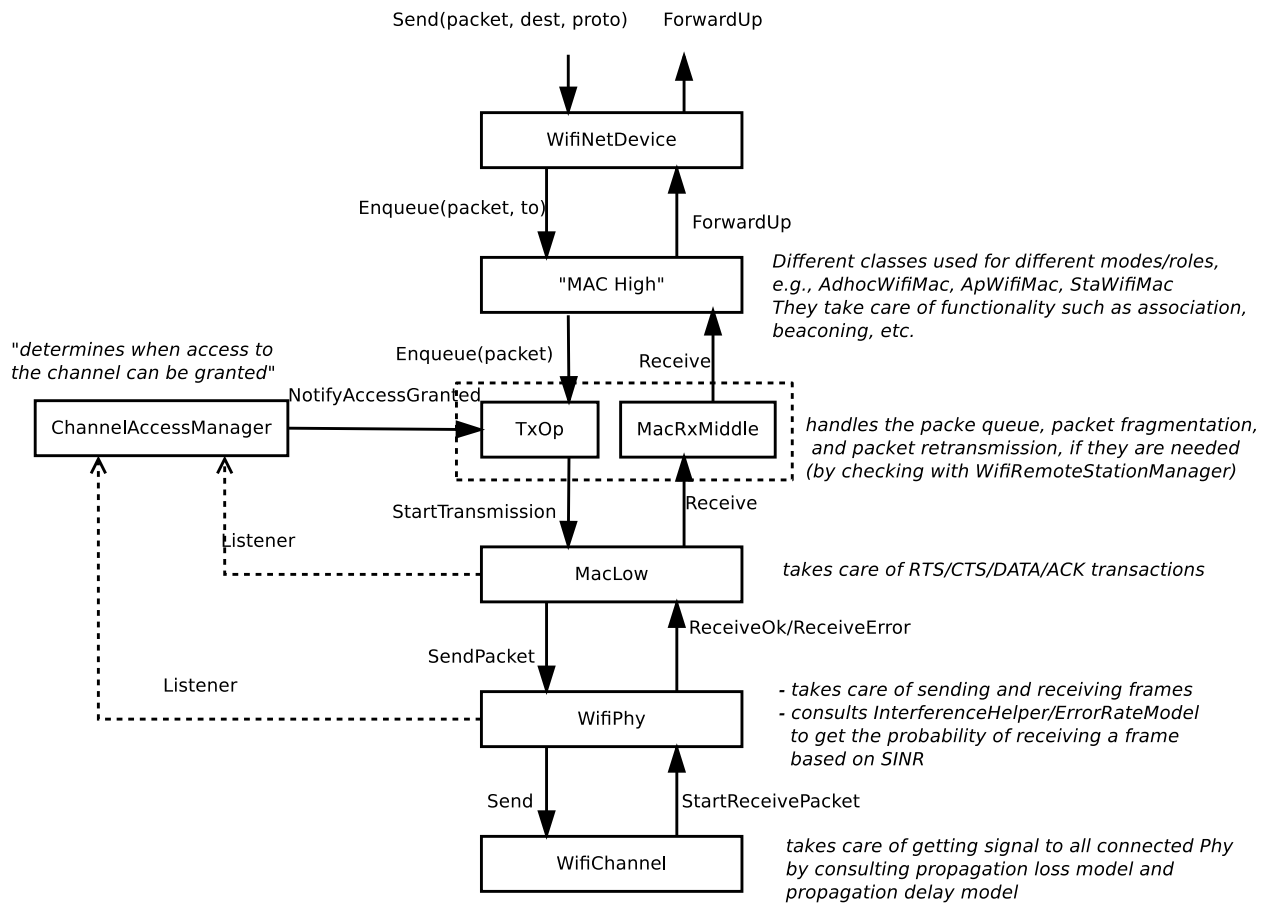 Send(packet, dest, proto)
ForwardUp
WifiNetDevice
Enqueue(packet, to)
ForwardUp
"MAC High"
Different classes used for different modes/roles,
e.g., AdhocWifiMac, ApWifiMac, StaWifiMac
They take care of functionality such as association,
beaconing, etc.
"determines when access to
the channel can be granted"
Enqueue(packet)
Receive
NotifyAccessGranted
ChannelAccessManager
TxOp
MacRxMiddle
handles the packe queue, packet fragmentation,
and packet retransmission, if they are needed
(by checking with WifiRemoteStationManager)
StartTransmission
Receive
Listener
MacLow
takes care of RTS/CTS/DATA/ACK transactions
SendPacket
ReceiveOk/ReceiveError
Listener
WifiPhy
- takes care of sending and receiving frames
- consults InterferenceHelper/ErrorRateModel
to get the probability of receiving a frame
based on SINR
Send
StartReceivePacket
WifiChannel
takes care of getting signal to all connected Phy
by consulting propagation loss model and
propagation delay model